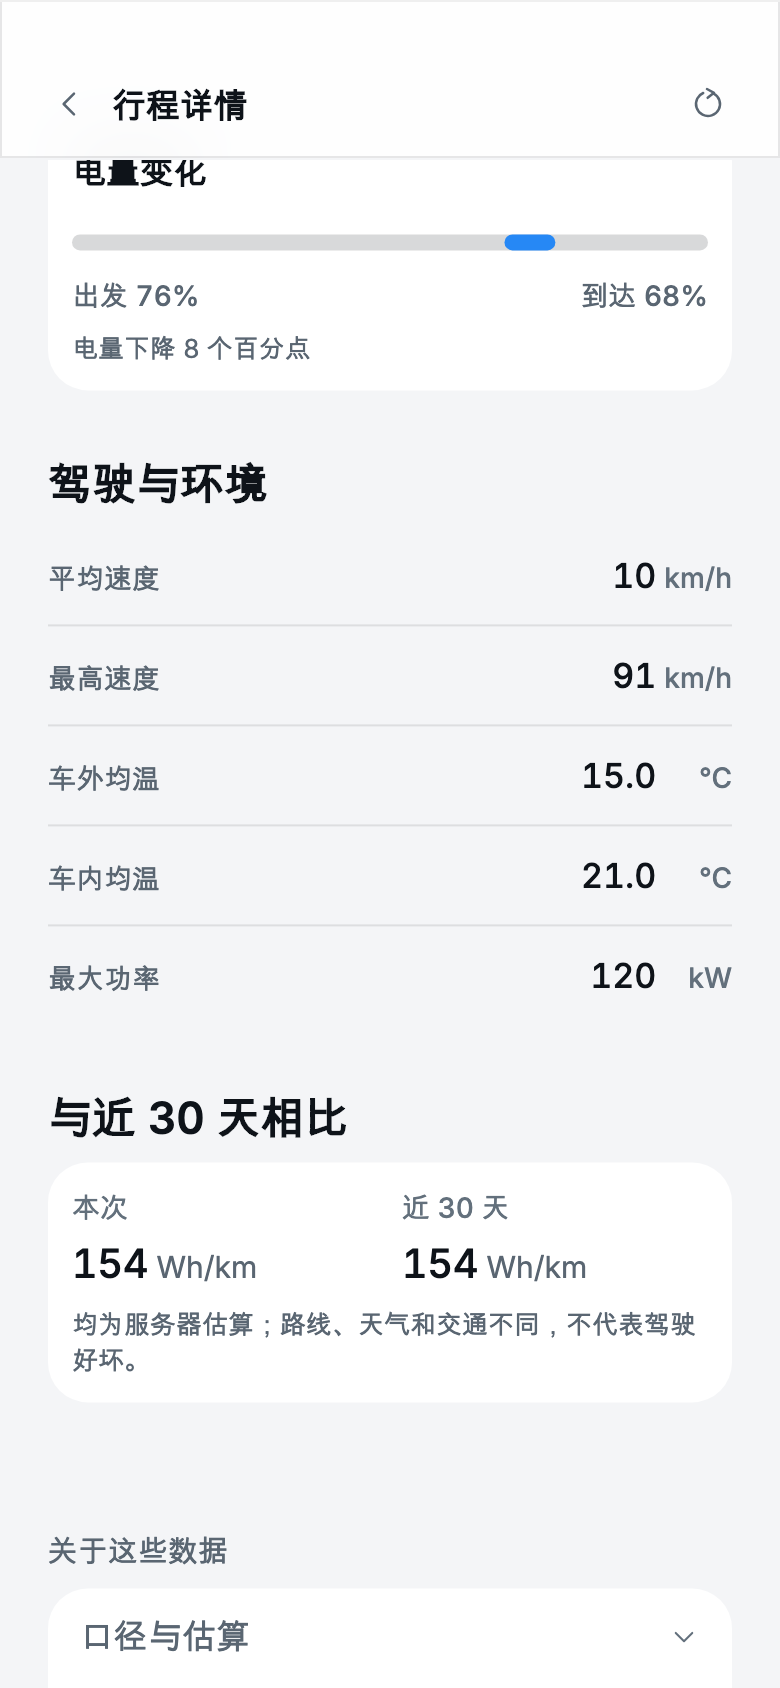 行程详情
电量变化
出发 76%
到达 68%
电量下降 8 个百分点
驾驶与环境
平均速度 10 km/h
最高速度 91 km/h
车外均温 15.0 °C
车内均温 21.0 °C
最大功率 120 kW
与近 30 天相比
本次
近 30 天
154 Wh/km
154 Wh/km
均为服务器估算；路线、天气和交通不同，不代表驾驶
好坏。
关于这些数据
口径与估算